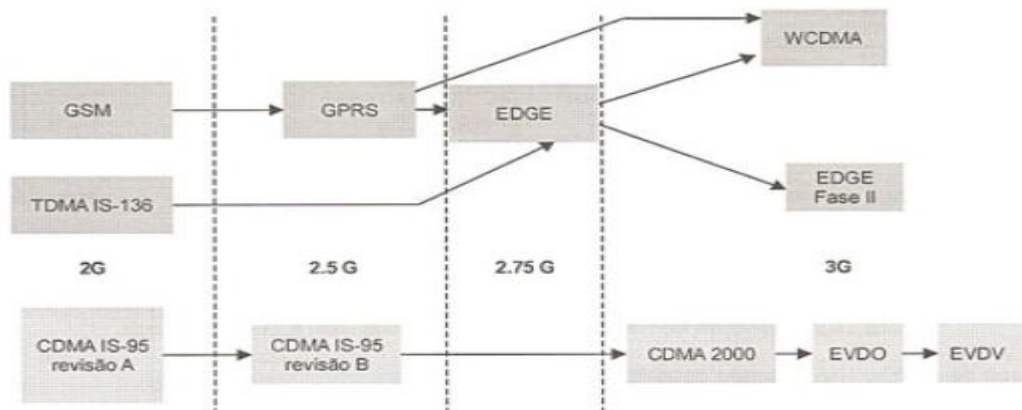 WCDMA
GSM
GPRS
EDGE
TDMA IS-136
EDGE
Fase II
2G
2.5 G
2.75 G
3G
CDMA IS-95
revisão A
CDMA IS-95
revisão B
CDMA 2000
EVDO
EVDV